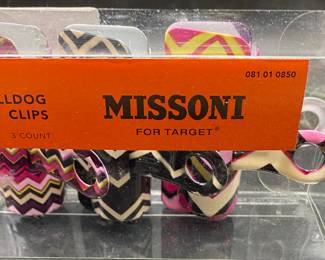 081 01 0850
LLDOG
CLIPS
3 COUNT
MISSONI
FOR TARGET®